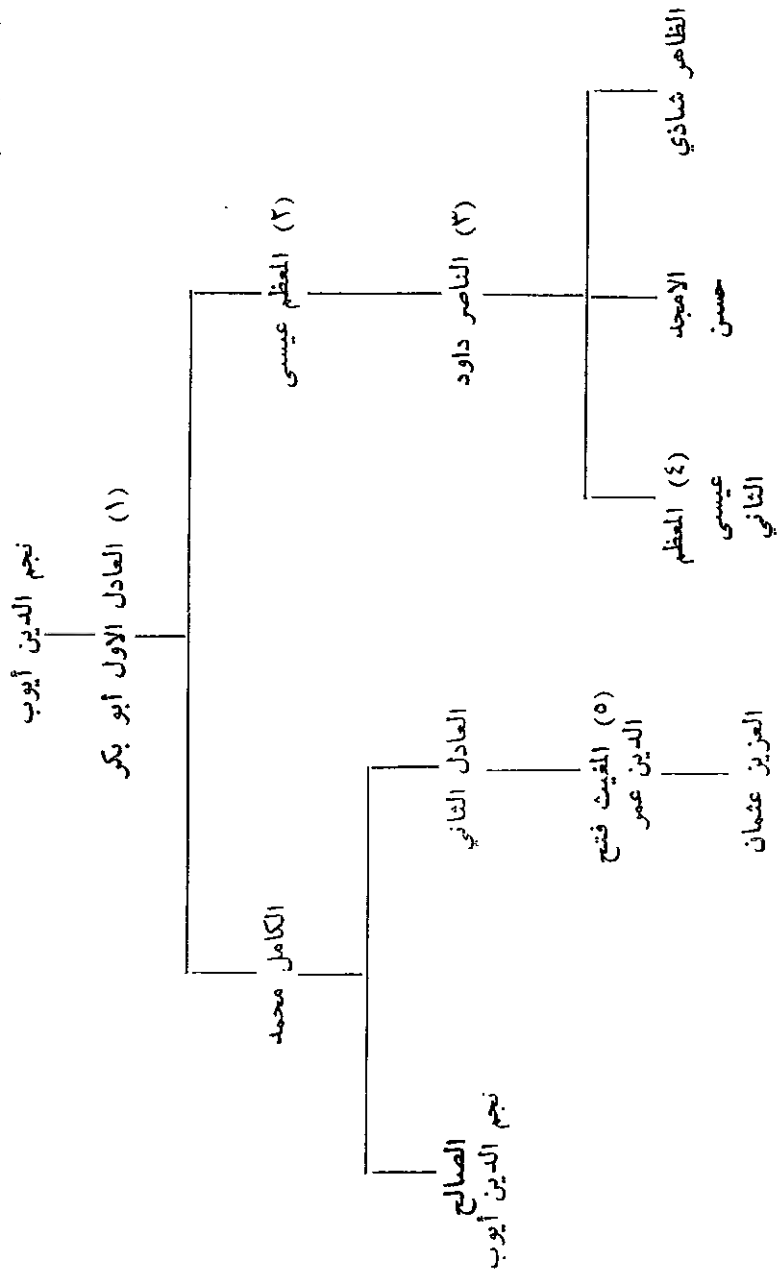 نجم الدين أيوب
(١) العادل الاول أبو بكر
(٢) المعظم عيسى
الكامل محمد
(٣) الناصر داود
العادل الثاني
الصالح
نجم الدين أيوب
الظاهر شاذي
الامجد
حسن
(٤) المعظم
عيسى
الثاني
(٥) المغيث فتح
الدين عمر
العزيز عثمان